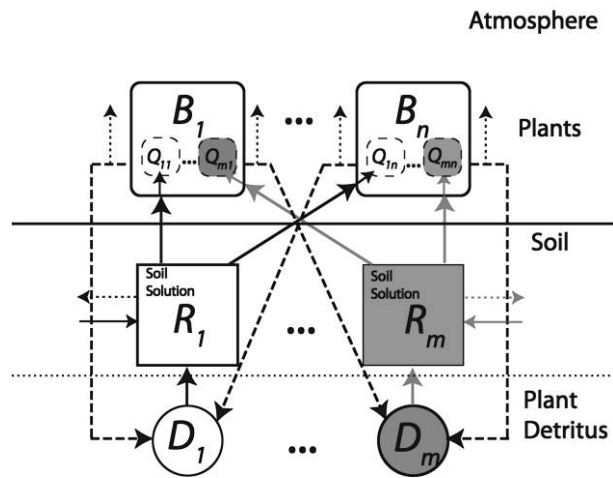 Atmosphere
B1 ... Bn
Plants
Q11 ... Qm1
Q1n ... Qmn
Soil
Soil
Solution
R1
...
Soil
Solution
Rm
Plant
Detritus
D1 ... Dm